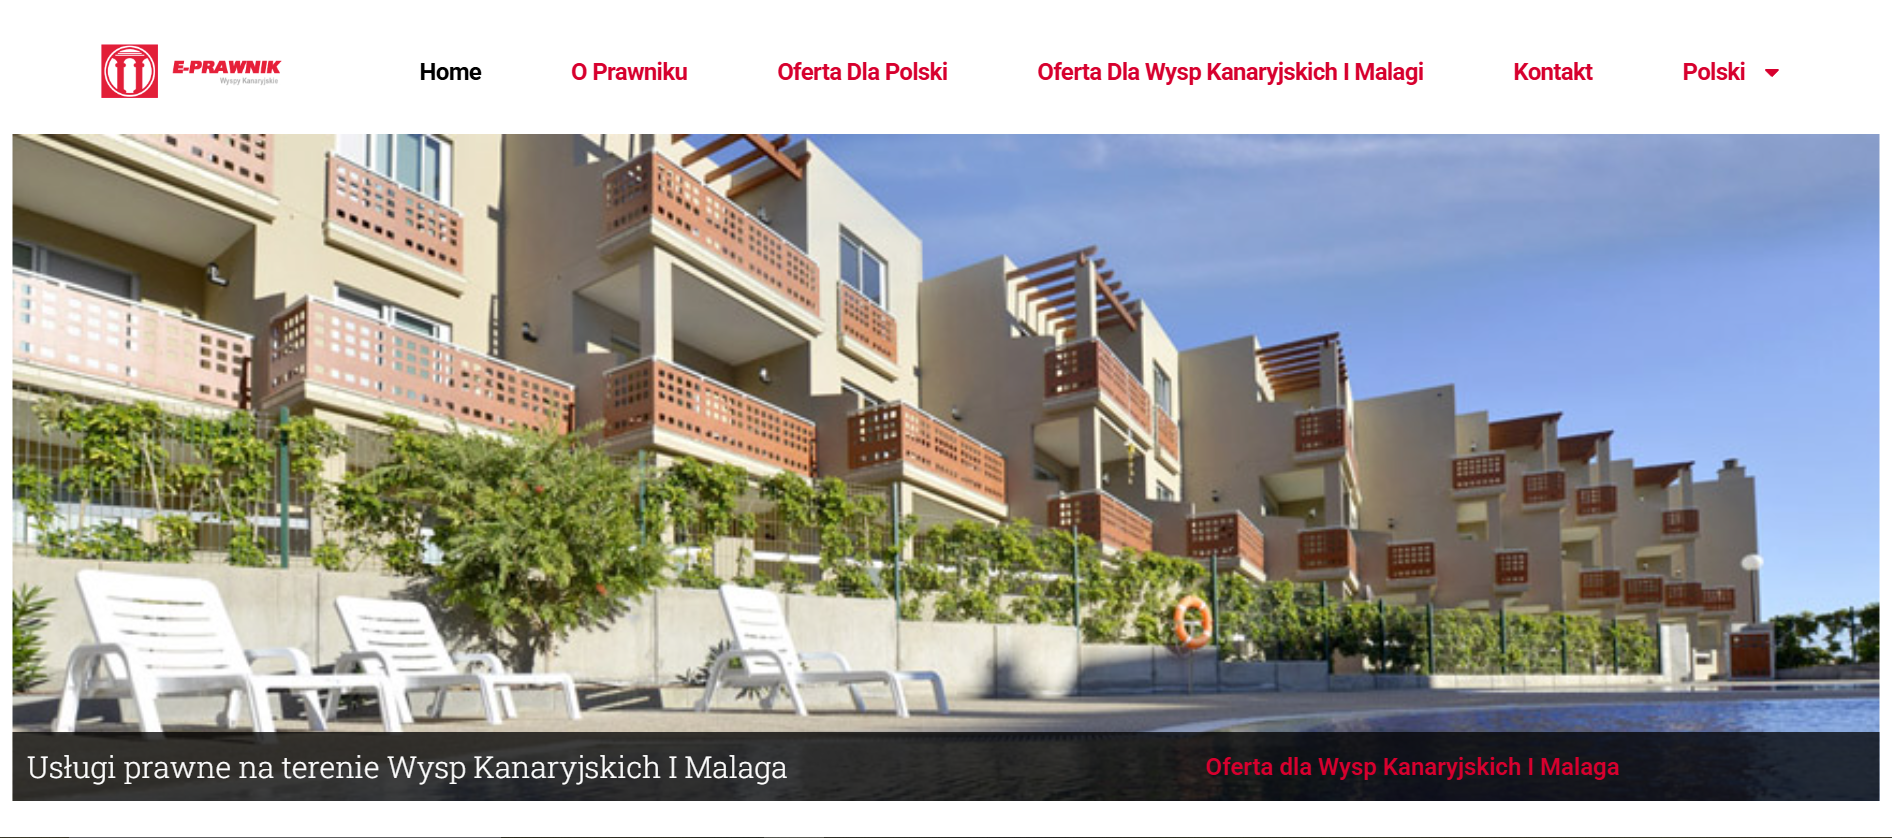 E-PRAWNIK
Wyspy Kanaryjskie
Home
O Prawniku
Oferta Dla Polski
Oferta Dla Wysp Kanaryjskich I Malagi
Kontakt
Polski
Usługi prawne na terenie Wysp Kanaryjskich I Malaga
Oferta dla Wysp Kanaryjskich I Malaga